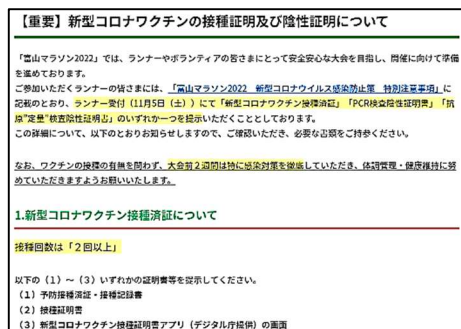 【重要】新型コロナワクチンの接種証明及び陰性証明について
「富山マラソン2022」では、ランナーやボランティアの皆さまにとって安全安心な大会を目指し、開催に向けて準備
を進めております。
ご参加いただくランナーの皆さまには、「富山マラソン2022 新型コロナウイルス感染防止策 特別注意事項」に
記載のとおり、ランナー受付（11月5日（土））にて「新型コロナワクチン接種済証」「PCR検査陰性証明書」「抗
原"定量"検査陰性証明書」のいずれか一つを提示いただくこととしております。
この詳細について、以下のとおりお知らせしますので、ご確認いただき、必要な書類をご持参ください。
なお、ワクチンの接種の有無を問わず、大会前２週間は特に感染対策を徹底していただき、体調管理・健康維持に努
めていただきますようお願いいたします。
1.新型コロナワクチン接種済証について
接種回数は「２回以上」
以下の（１）～（３）いずれかの証明書等を提示してください。
（１）予防接種済証・接種記録書
（２）接種証明書
（３）新型コロナワクチン接種証明書アプリ（デジタル庁提供）の画面